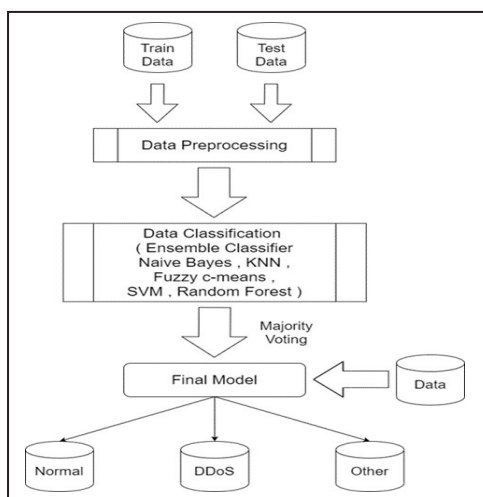 Train
Data
Test
Data
Data Preprocessing
Data Classification
( Ensemble Classifier
Naive Bayes , KNN ,
Fuzzy c-means ,
SVM , Random Forest )
Majority
Voting
Final Model
Data
Normal
DDoS
Other